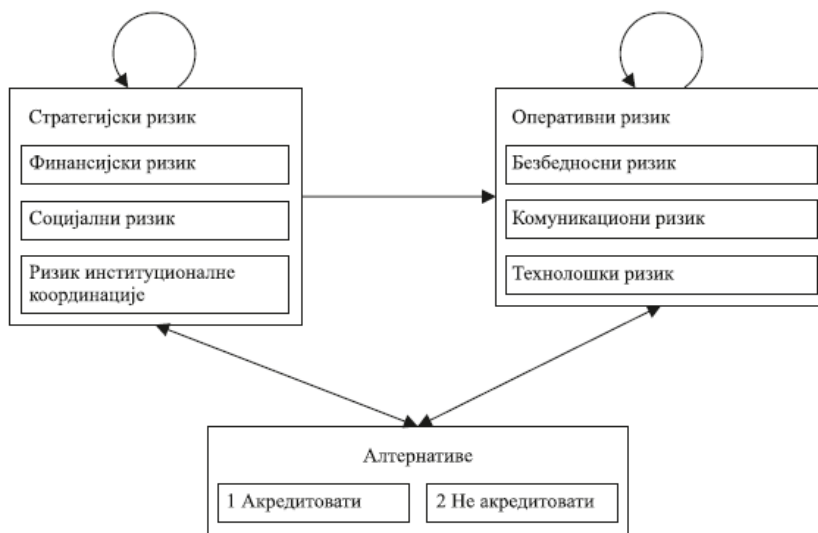 Стратегијски ризик
Финансијски ризик
Социјални ризик
Ризик институционалне
координације
Оперативни ризик
Безбедносни ризик
Комуникациони ризик
Технолошки ризик
Алтернативе
1 Акредитовати
2 Не акредитовати